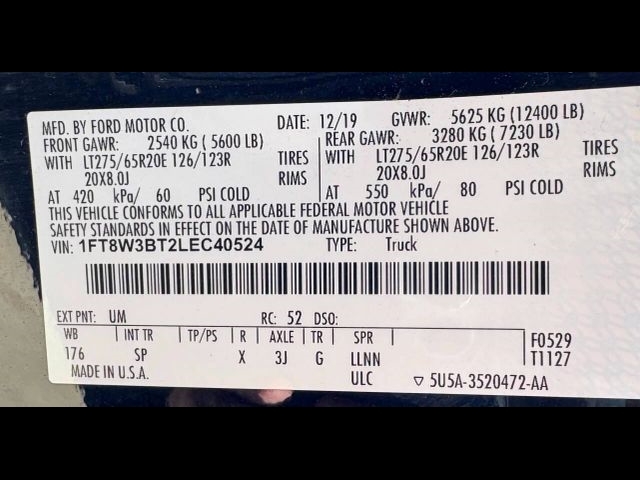 MFD. BY FORD MOTOR CO. DATE: 12/19 GVWR: 5625 KG (12400 LB)
FRONT GAWR: 2540 KG (5600 LB) REAR GAWR: 3280 KG (7230 LB)
WITH LT275/65R20E 126/123R TIRES WITH LT275/65R20E 126/123R TIRES
20X8.0J RIMS 20X8.0J RIMS
AT 420 kPa/ 60 PSI COLD AT 550 kPa/ 80 PSI COLD
THIS VEHICLE CONFORMS TO ALL APPLICABLE FEDERAL MOTOR VEHICLE
SAFETY STANDARDS IN EFFECT ON THE DATE OF MANUFACTURE SHOWN ABOVE.
VIN: 1FT8W3BT2LEC40524 TYPE: Truck
EXT PNT: UM RC: 52 DSO:
WB INT TR TP/PS R AXLE TR SPR F0529
176 SP X 3J G LLNN T1127
MADE IN U.S.A. ULC ▽ 5U5A-3520472-AA